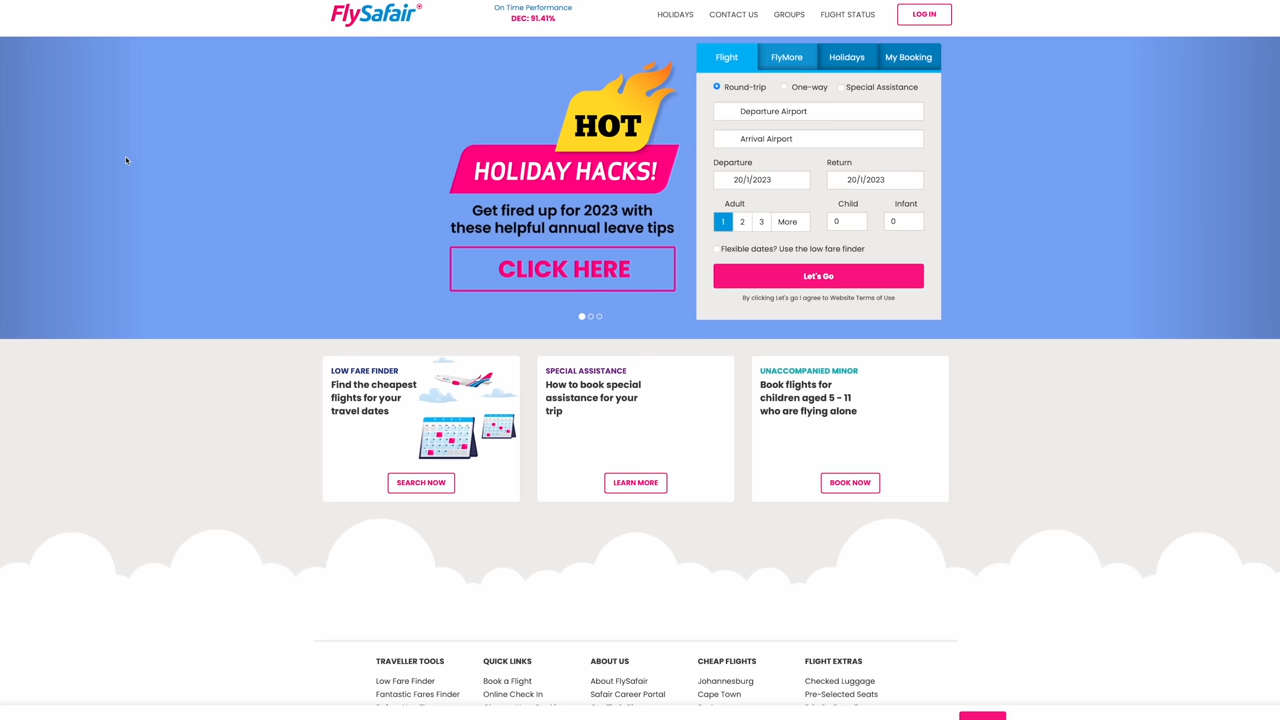 FlySafair
On Time Performance
DEC: 91.41%
HOLIDAYS
CONTACT US
GROUPS
FLIGHT STATUS
LOG IN
HOT
HOLIDAY HACKS!
Get fired up for 2023 with
these helpful annual leave tips
CLICK HERE
Flight
FlyMore
Holidays
My Booking
Round-trip
One-way
Special Assistance
Departure Airport
Arrival Airport
Departure
Return
20/1/2023
20/1/2023
Adult
Child
Infant
1
2
3
More
0
0
Flexible dates? Use the low fare finder
Let's Go
By clicking Let's go I agree to Website Terms of Use
LOW FARE FINDER
Find the cheapest
flights for your
travel dates
SEARCH NOW
SPECIAL ASSISTANCE
How to book special
assistance for your
trip
LEARN MORE
UNACCOMPANIED MINOR
Book flights for
children aged 5 - 11
who are flying alone
BOOK NOW
TRAVELLER TOOLS
Low Fare Finder
Fantastic Fares Finder
QUICK LINKS
Book a Flight
Online Check In
ABOUT US
About FlySafair
Safair Career Portal
CHEAP FLIGHTS
Johannesburg
Cape Town
FLIGHT EXTRAS
Checked Luggage
Pre-Selected Seats